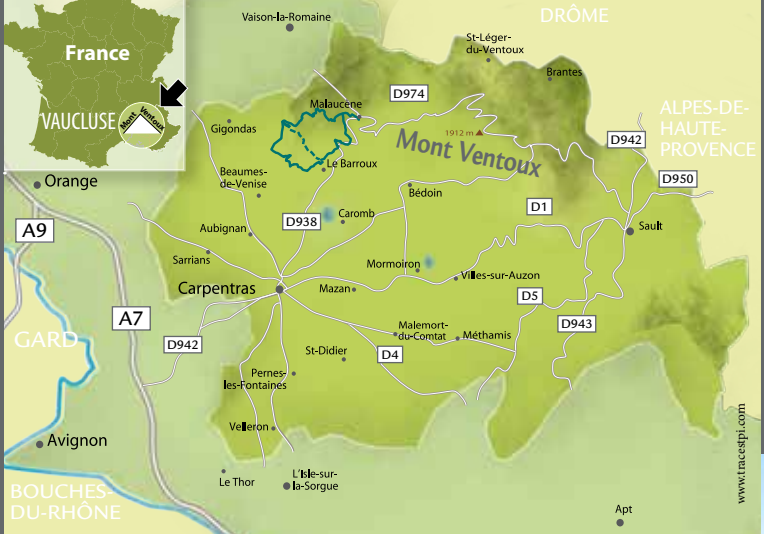 France
VAUCLUSE
Mont Ventoux
Vaison-la-Romaine
DRÔME
St-Léger-
du-Ventoux
Brantes
Malaucène
D974
ALPES-DE-
HAUTE-
PROVENCE
Gigondas
1912 m
Mont Ventoux
D942
Le Barroux
Orange
Beaumes-
de-Venise
Bédoin
D950
A9
Aubignan
D938
Caromb
D1
Sault
Sarrians
Mormoiron
Villes-sur-Auzon
Carpentras
Mazan
D5
A7
D942
GARD
Malemort-
du-Comtat
Méthamis
D943
St-Didier
D4
Pernes-
les-Fontaines
Velleron
Avignon
Le Thor
L'Isle-sur-
la-Sorgue
BOUCHES-
DU-RHÔNE
Apt
www.tracestpi.com